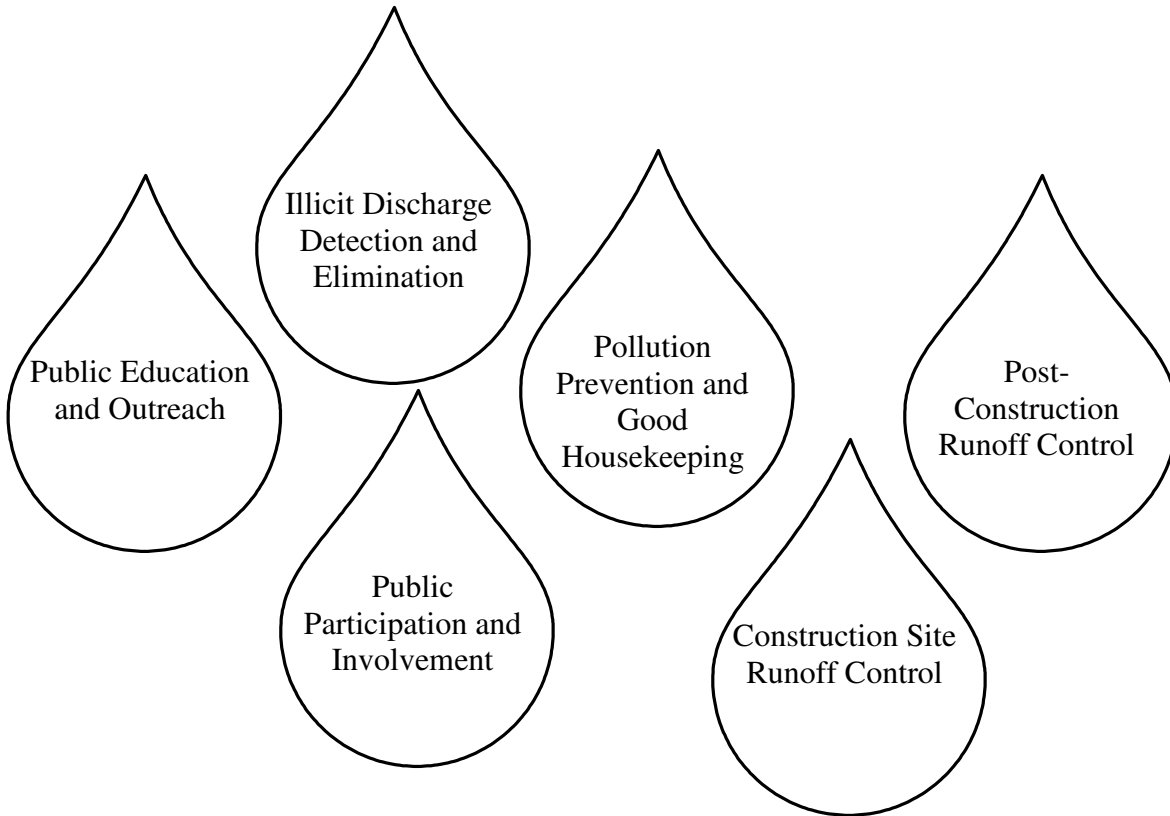 Illicit Discharge
Detection and
Elimination
Public Education
and Outreach
Pollution
Prevention and
Good
Housekeeping
Post-
Construction
Runoff Control
Public
Participation and
Involvement
Construction Site
Runoff Control